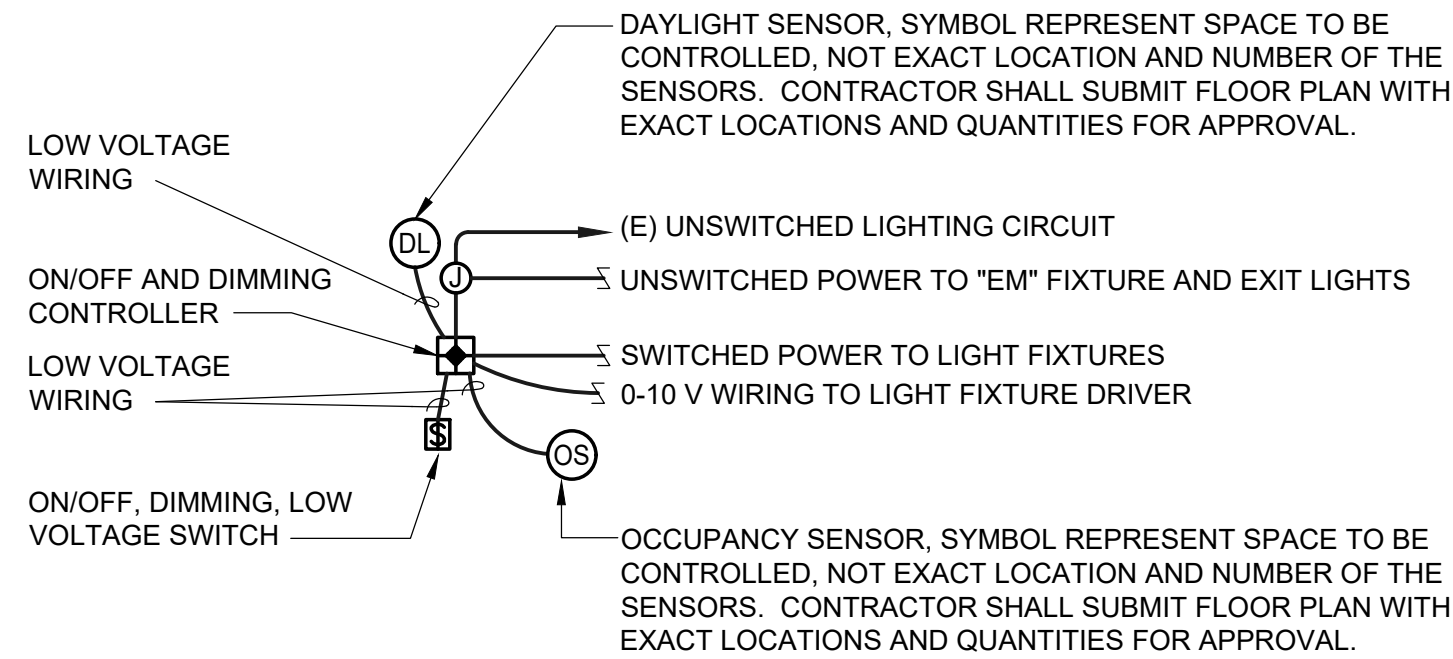 DAYLIGHT SENSOR, SYMBOL REPRESENT SPACE TO BE
CONTROLLED, NOT EXACT LOCATION AND NUMBER OF THE
SENSORS. CONTRACTOR SHALL SUBMIT FLOOR PLAN WITH
EXACT LOCATIONS AND QUANTITIES FOR APPROVAL.
LOW VOLTAGE
WIRING
DL
(E) UNSWITCHED LIGHTING CIRCUIT
J
UNSWITCHED POWER TO "EM" FIXTURE AND EXIT LIGHTS
ON/OFF AND DIMMING
CONTROLLER
SWITCHED POWER TO LIGHT FIXTURES
LOW VOLTAGE
WIRING
0-10 V WIRING TO LIGHT FIXTURE DRIVER
$
OS
ON/OFF, DIMMING, LOW
VOLTAGE SWITCH
OCCUPANCY SENSOR, SYMBOL REPRESENT SPACE TO BE
CONTROLLED, NOT EXACT LOCATION AND NUMBER OF THE
SENSORS. CONTRACTOR SHALL SUBMIT FLOOR PLAN WITH
EXACT LOCATIONS AND QUANTITIES FOR APPROVAL.